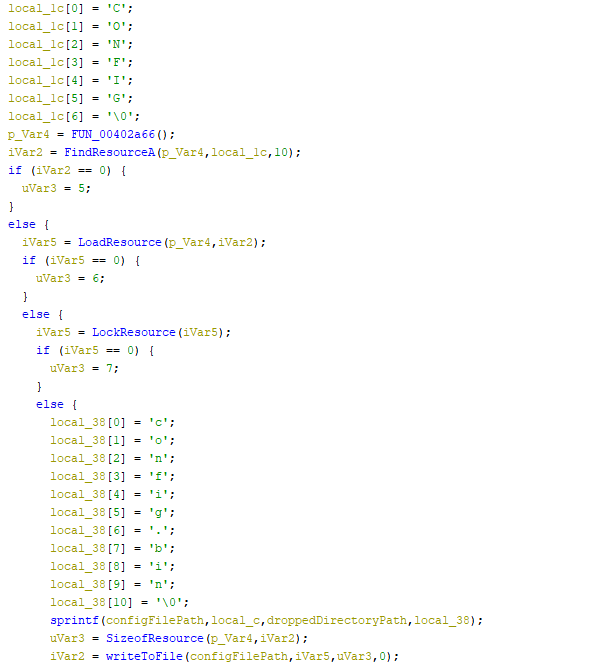 local_1c[0] = 'C';
local_1c[1] = 'O';
local_1c[2] = 'N';
local_1c[3] = 'F';
local_1c[4] = 'I';
local_1c[5] = 'G';
local_1c[6] = '\0';
p_Var4 = FUN_00402a66();
iVar2 = FindResourceA(p_Var4,local_1c,10);
if (iVar2 == 0) {
  uVar3 = 5;
}
else {
  iVar5 = LoadResource(p_Var4,iVar2);
  if (iVar5 == 0) {
    uVar3 = 6;
  }
  else {
    iVar5 = LockResource(iVar5);
    if (iVar5 == 0) {
      uVar3 = 7;
    }
    else {
      local_38[0] = 'c';
      local_38[1] = 'o';
      local_38[2] = 'n';
      local_38[3] = 'f';
      local_38[4] = 'i';
      local_38[5] = 'g';
      local_38[6] = '.';
      local_38[7] = 'b';
      local_38[8] = 'i';
      local_38[9] = 'n';
      local_38[10] = '\0';
      sprintf(configFilePath,local_c,droppedDirectoryPath,local_38);
      uVar3 = SizeofResource(p_Var4,iVar2);
      iVar2 = writeToFile(configFilePath,iVar5,uVar3,0);